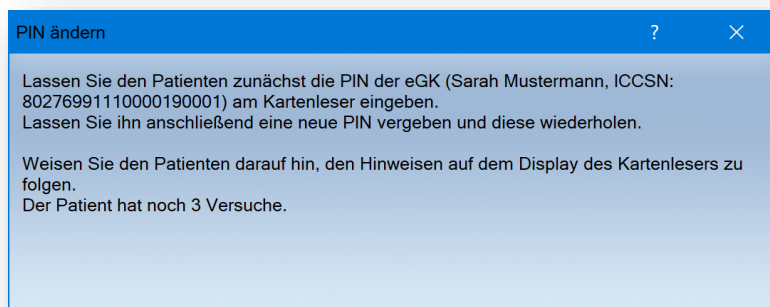 PIN ändern ?
Lassen Sie den Patienten zunächst die PIN der eGK (Sarah Mustermann, ICCSN:
80276991110000190001) am Kartenleser eingeben.
Lassen Sie ihn anschließend eine neue PIN vergeben und diese wiederholen.
Weisen Sie den Patienten darauf hin, den Hinweisen auf dem Display des Kartenlesers zu
folgen.
Der Patient hat noch 3 Versuche.